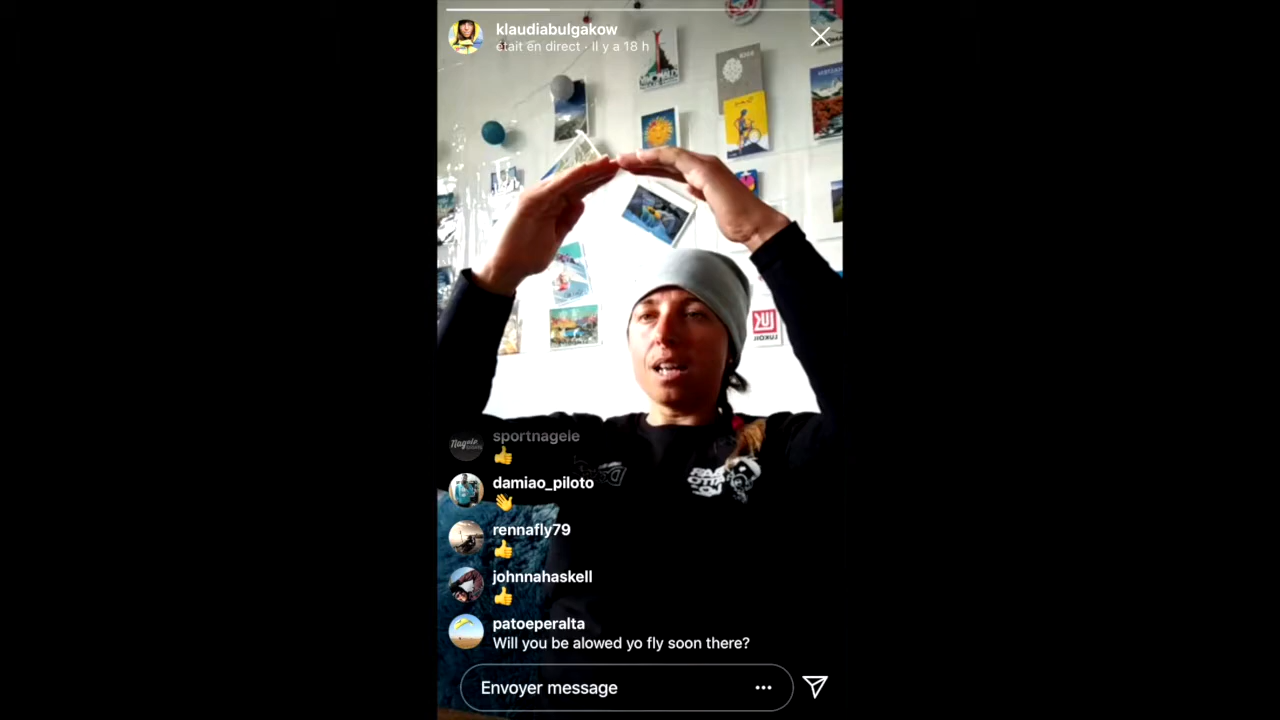 klaudiabulgakow
était en direct · Il y a 18 h
sportnagele
👍
damiao_piloto
👋
rennafly79
👍
johnnahaskell
👍
patoeperalta
Will you be alowed yo fly soon there?
Envoyer message